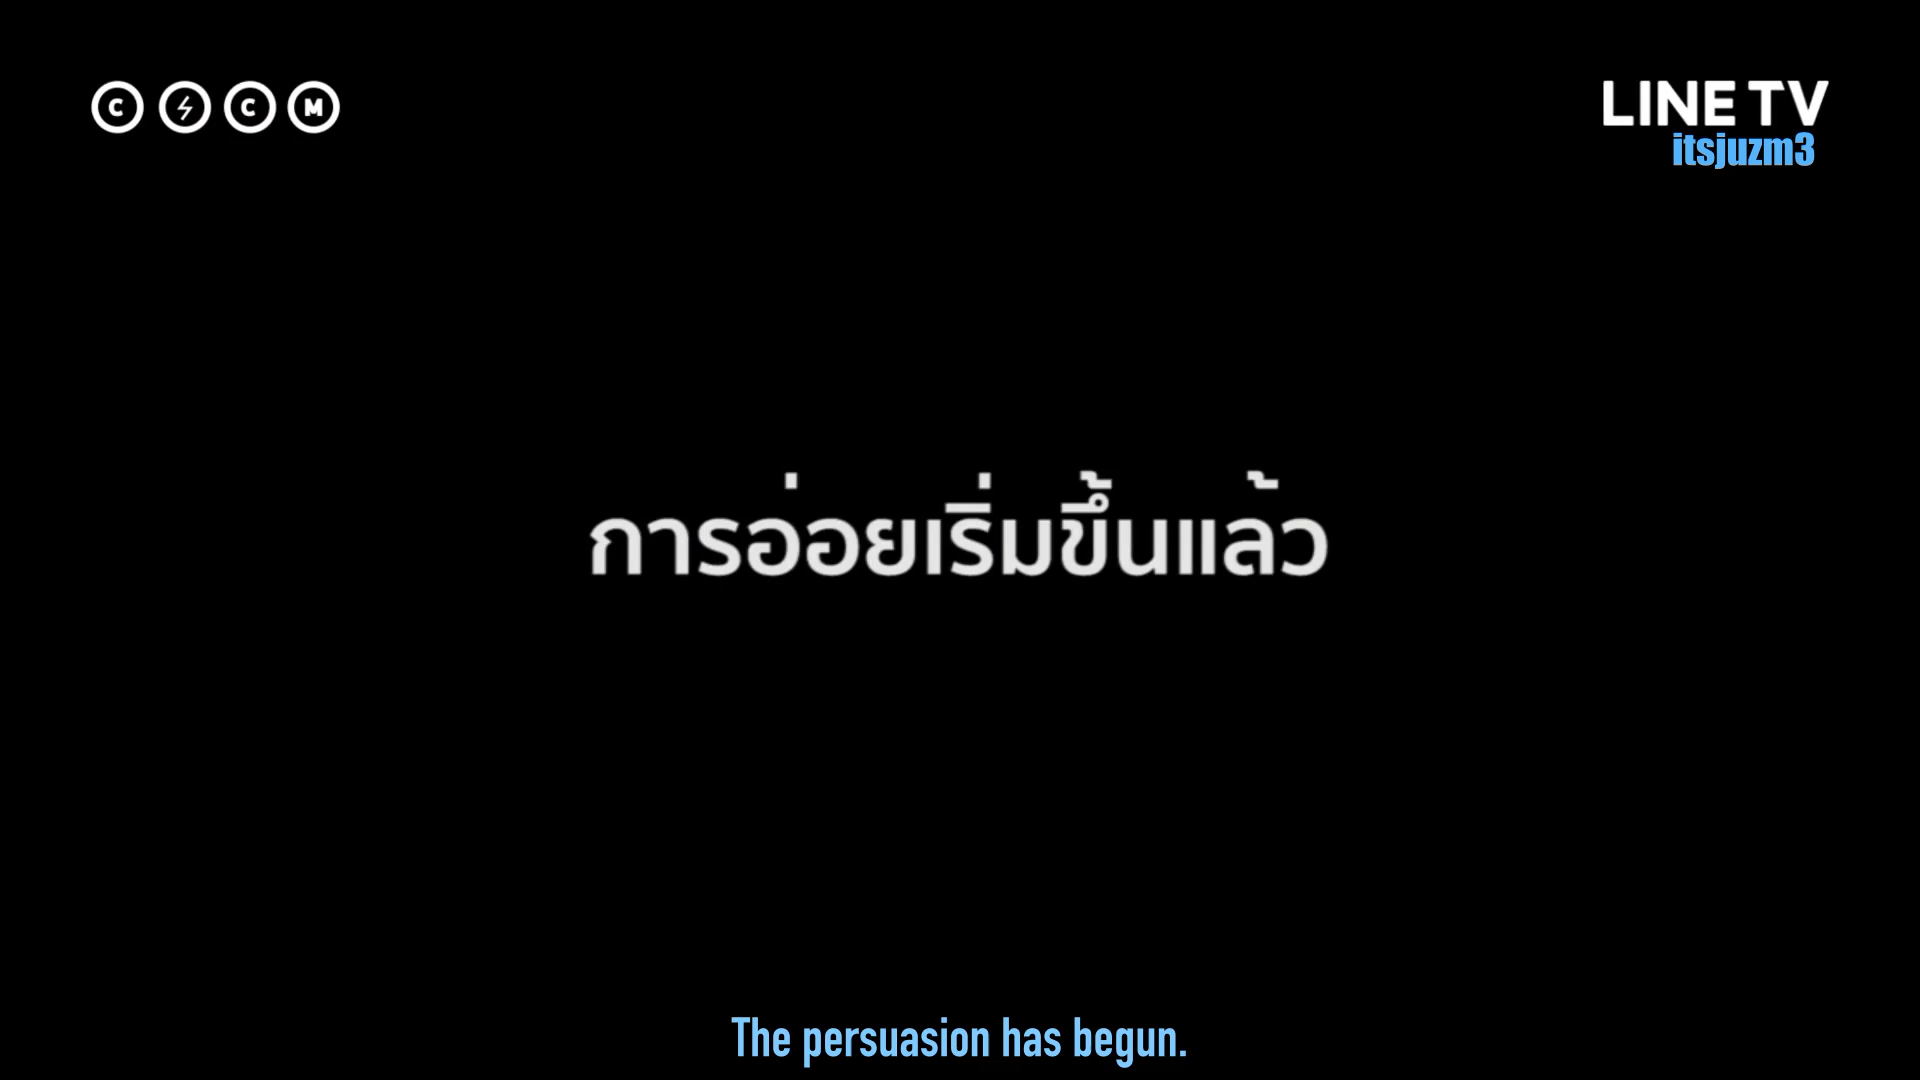 C ⚡ C M
LINE TV
itsjuzm3
การอ่อยเริ่มขึ้นแล้ว
The persuasion has begun.